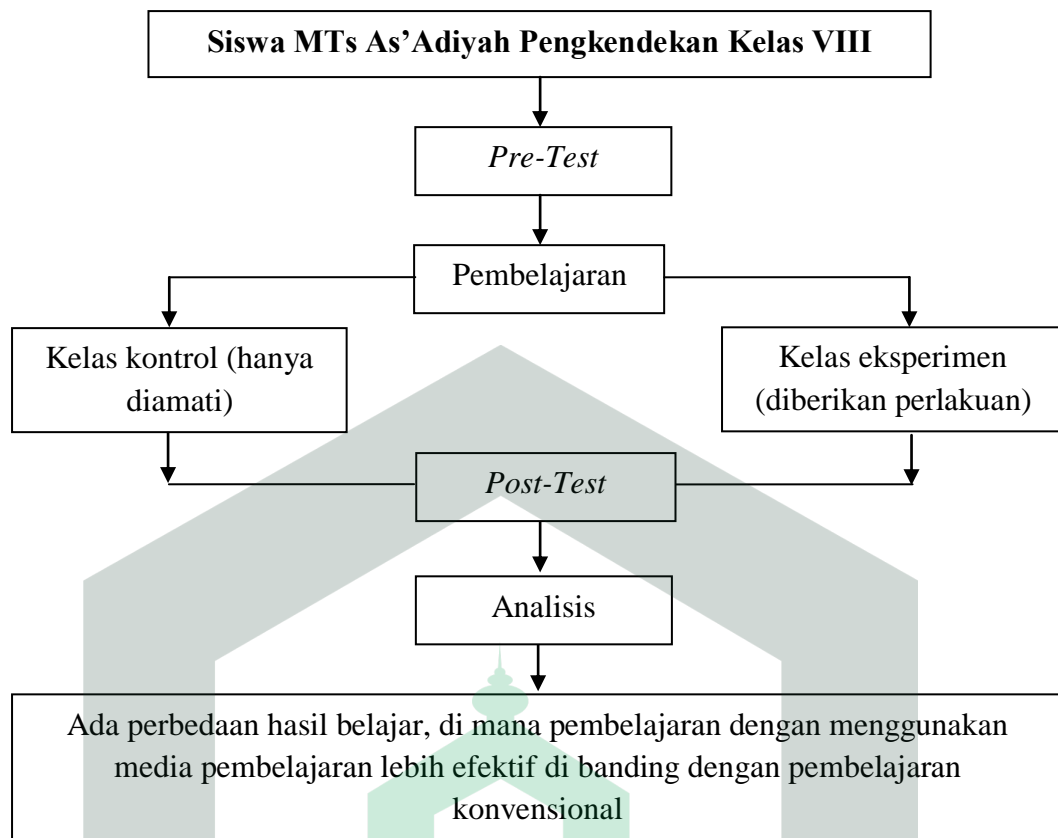 Siswa MTs As’Adiyah Pengkendekan Kelas VIII
Pre-Test
Pembelajaran
Kelas kontrol (hanya
diamati)
Kelas eksperimen
(diberikan perlakuan)
Post-Test
Analisis
Ada perbedaan hasil belajar, di mana pembelajaran dengan menggunakan
media pembelajaran lebih efektif di banding dengan pembelajaran
konvensional